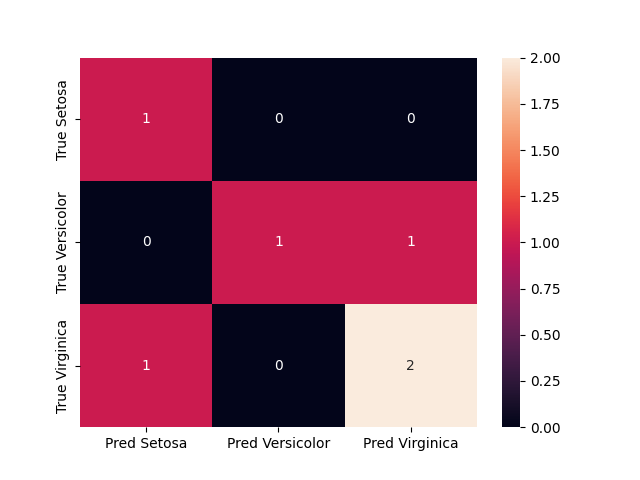 True Setosa
1 0 0
True Versicolor
0 1 1
True Virginica
1 0 2
Pred Setosa Pred Versicolor Pred Virginica
2.00
1.75
1.50
1.25
1.00
0.75
0.50
0.25
0.00